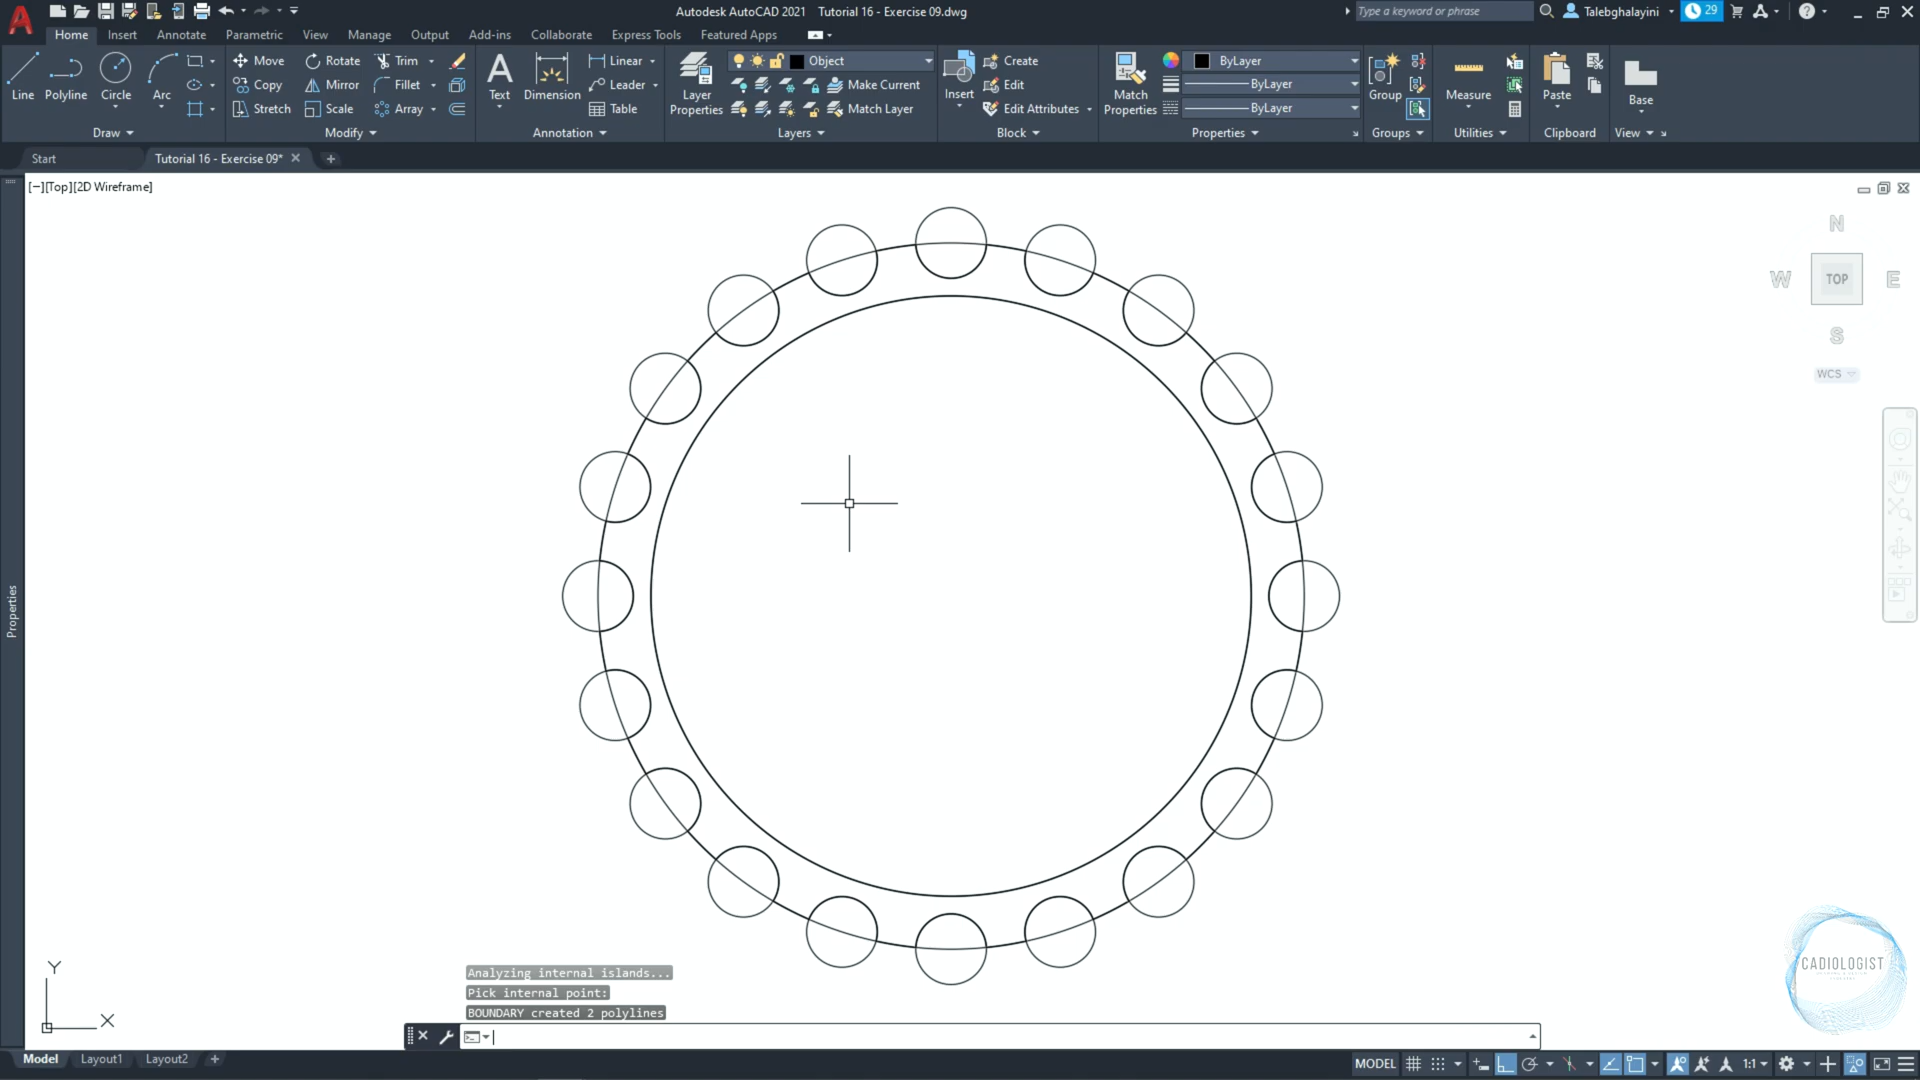 Autodesk AutoCAD 2021 Tutorial 16 - Exercise 09.dwg
Type a keyword or phrase
Talebghalayini
29
Home Insert Annotate Parametric View Manage Output Add-ins Collaborate Express Tools Featured Apps
Line Polyline Circle Arc
Draw
Move Rotate Trim
Copy Mirror Fillet
Stretch Scale Array
Modify
Text Dimension
Linear
Leader
Table
Annotation
Layer Properties
Object
Make Current
Match Layer
Layers
Insert
Create
Edit
Edit Attributes
Block
Match Properties
ByLayer
ByLayer
ByLayer
Properties
Group
Groups
Measure
Utilities
Paste
Clipboard
Base
View
Start Tutorial 16 - Exercise 09*
[−][Top][2D Wireframe]
N
W TOP E
S
WCS
Properties
Y
X
CADIOLOGIST
Analyzing internal islands...
Pick internal point:
BOUNDARY created 2 polylines
Model Layout1 Layout2
MODEL 1:1